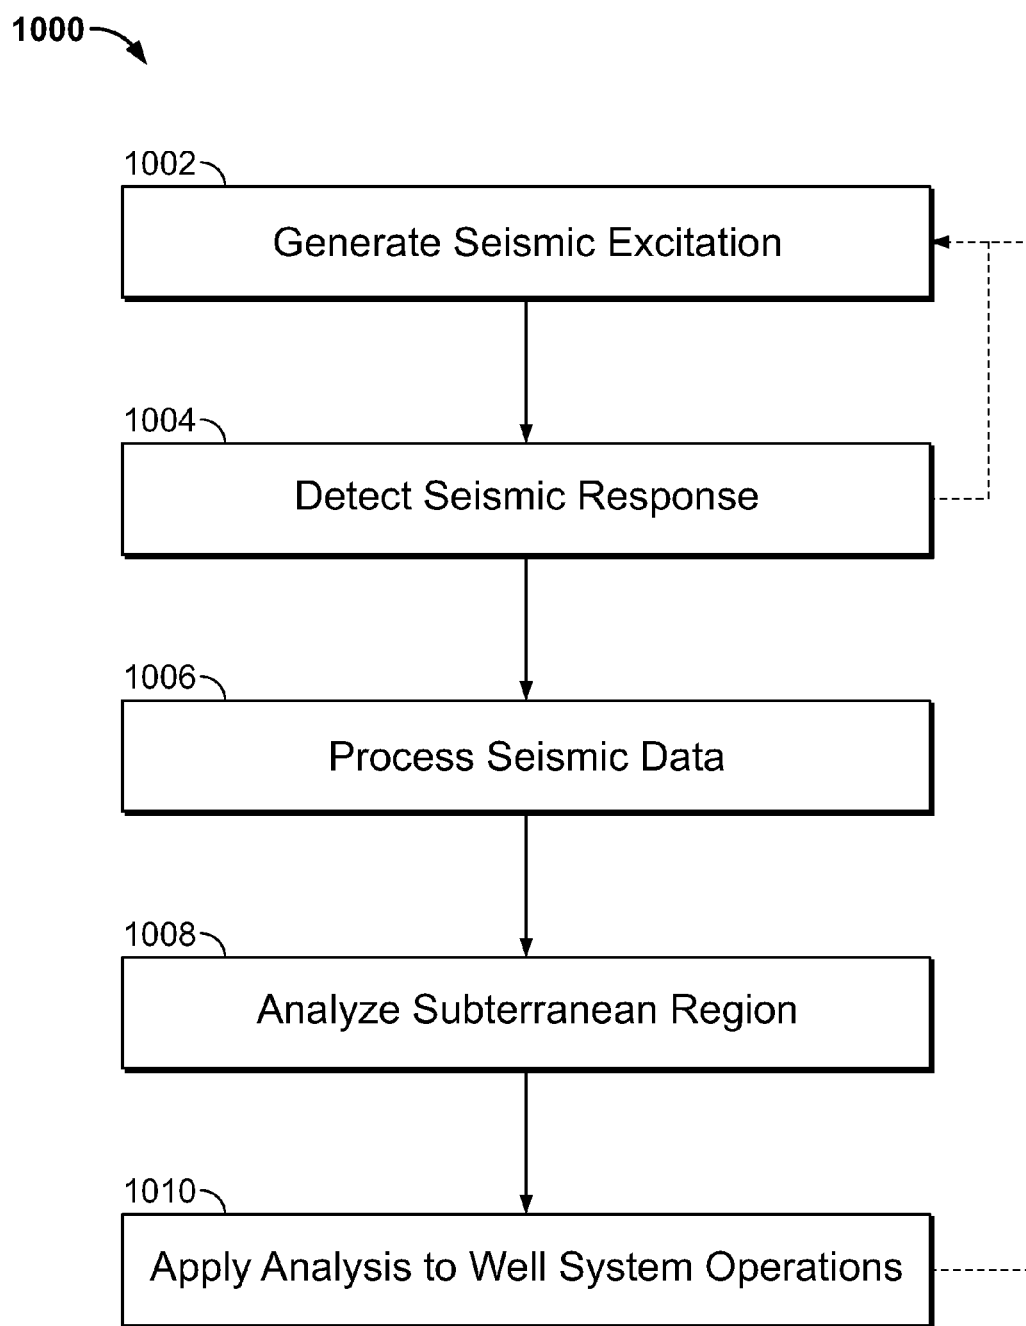 1000
1002
Generate Seismic Excitation
1004
Detect Seismic Response
1006
Process Seismic Data
1008
Analyze Subterranean Region
1010
Apply Analysis to Well System Operations